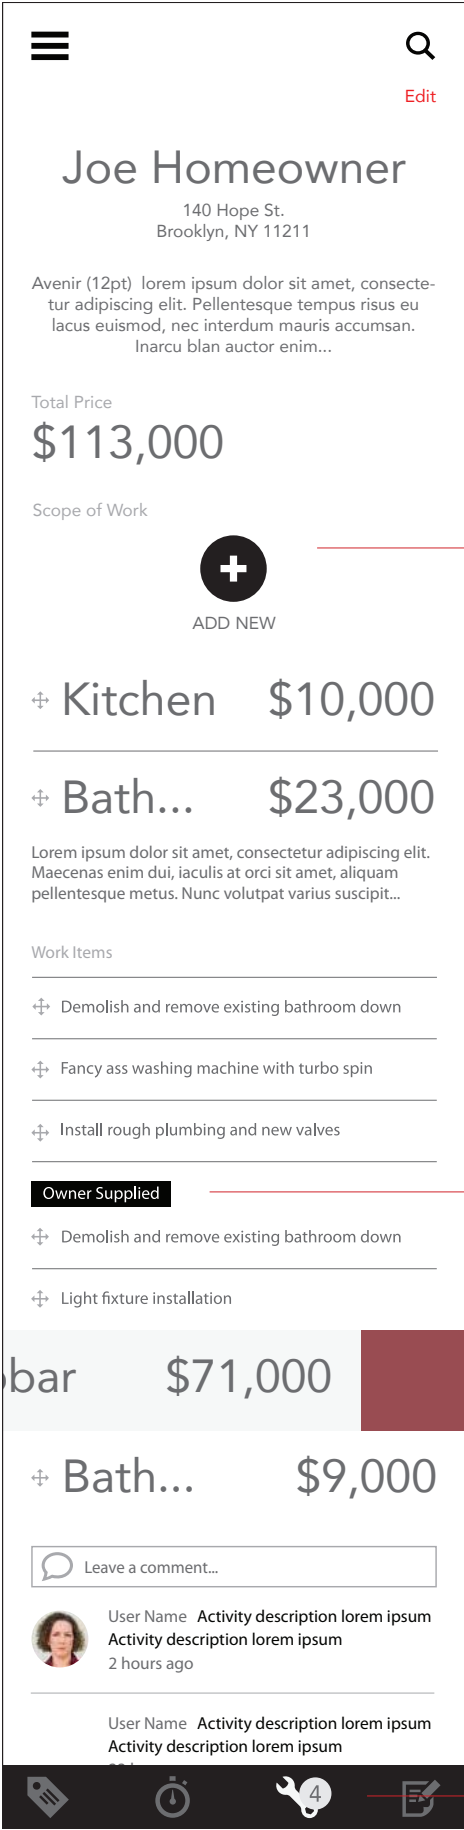 Edit
Joe Homeowner
140 Hope St.
Brooklyn, NY 11211
Avenir (12pt) lorem ipsum dolor sit amet, consecte-
tur adipiscing elit. Pellentesque tempus risus eu
lacus euismod, nec interdum mauris accumsan.
Inarcu blan auctor enim...
Total Price
$113,000
Scope of Work
ADD NEW
Kitchen $10,000
Bath... $23,000
Lorem ipsum dolor sit amet, consectetur adipiscing elit.
Maecenas enim dui, iaculis at orci sit amet, aliquam
pellentesque metus. Nunc volutpat varius suscipit...
Work Items
Demolish and remove existing bathroom down
Fancy ass washing machine with turbo spin
Install rough plumbing and new valves
Owner Supplied
Demolish and remove existing bathroom down
Light fixture installation
bar $71,000
Bath... $9,000
Leave a comment...
User Name Activity description lorem ipsum
Activity description lorem ipsum
2 hours ago
User Name Activity description lorem ipsum
Activity description lorem ipsum
4